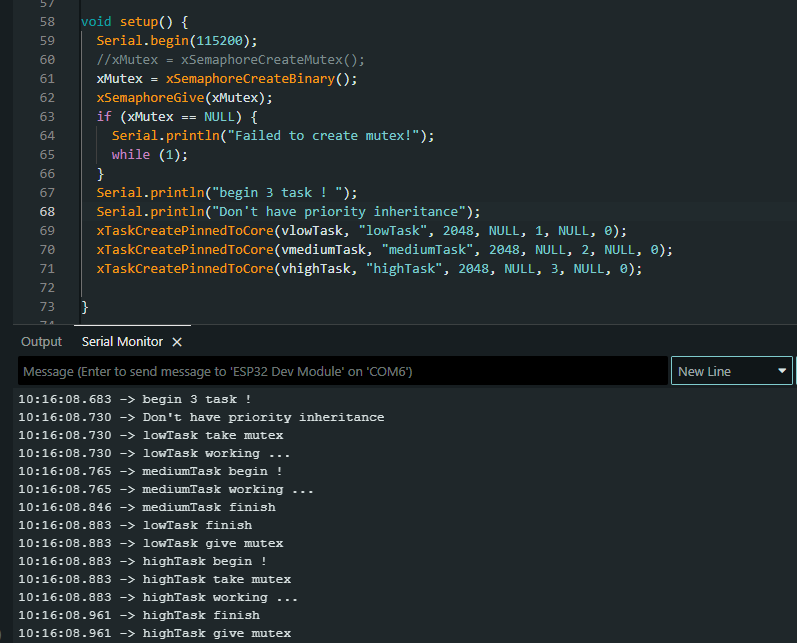 57
58 void setup() {
59 Serial.begin(115200);
60 //xMutex = xSemaphoreCreateMutex();
61 xMutex = xSemaphoreCreateBinary();
62 xSemaphoreGive(xMutex);
63 if (xMutex == NULL) {
64 Serial.println("Failed to create mutex!");
65 while (1);
66 }
67 Serial.println("begin 3 task ! ");
68 Serial.println("Don't have priority inheritance");
69 xTaskCreatePinnedToCore(vlowTask, "lowTask", 2048, NULL, 1, NULL, 0);
70 xTaskCreatePinnedToCore(vmediumTask, "mediumTask", 2048, NULL, 2, NULL, 0);
71 xTaskCreatePinnedToCore(vhighTask, "highTask", 2048, NULL, 3, NULL, 0);
72
73 }
74
Output Serial Monitor ×
Message (Enter to send message to 'ESP32 Dev Module' on 'COM6') New Line
10:16:08.683 -> begin 3 task !
10:16:08.730 -> Don't have priority inheritance
10:16:08.730 -> lowTask take mutex
10:16:08.730 -> lowTask working ...
10:16:08.765 -> mediumTask begin !
10:16:08.765 -> mediumTask working ...
10:16:08.846 -> mediumTask finish
10:16:08.883 -> lowTask finish
10:16:08.883 -> lowTask give mutex
10:16:08.883 -> highTask begin !
10:16:08.883 -> highTask take mutex
10:16:08.883 -> highTask working ...
10:16:08.961 -> highTask finish
10:16:08.961 -> highTask give mutex